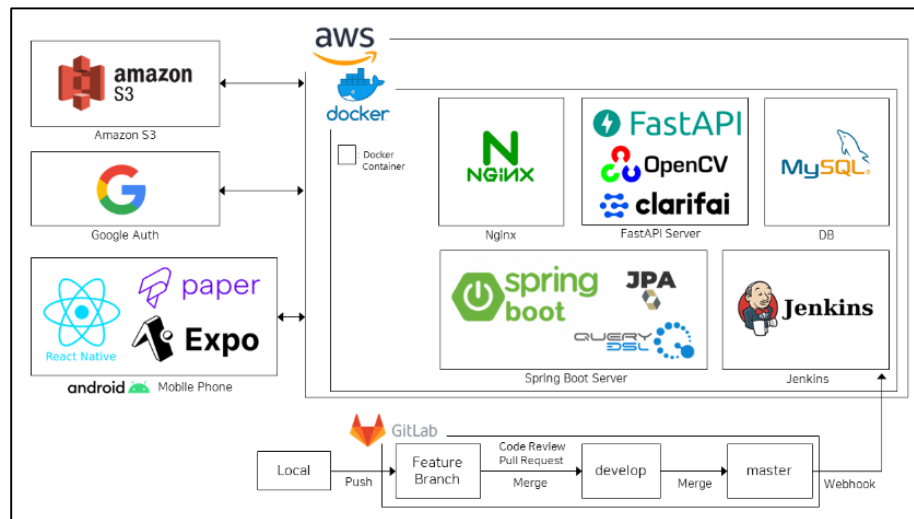 aws
amazon
S3
Amazon S3
docker
: Docker
Container
NGINX
Nginx
FastAPI
OpenCV
clarifai
FastAPI Server
MySQL®
DB
Google Auth
React Native
paper
Expo
android Mobile Phone
spring
boot
JPA
QUERY
DSL
Spring Boot Server
Jenkins
Jenkins
GitLab
Local
Push
Feature
Branch
Code Review
Pull Request
Merge
develop
Merge
master
Webhook